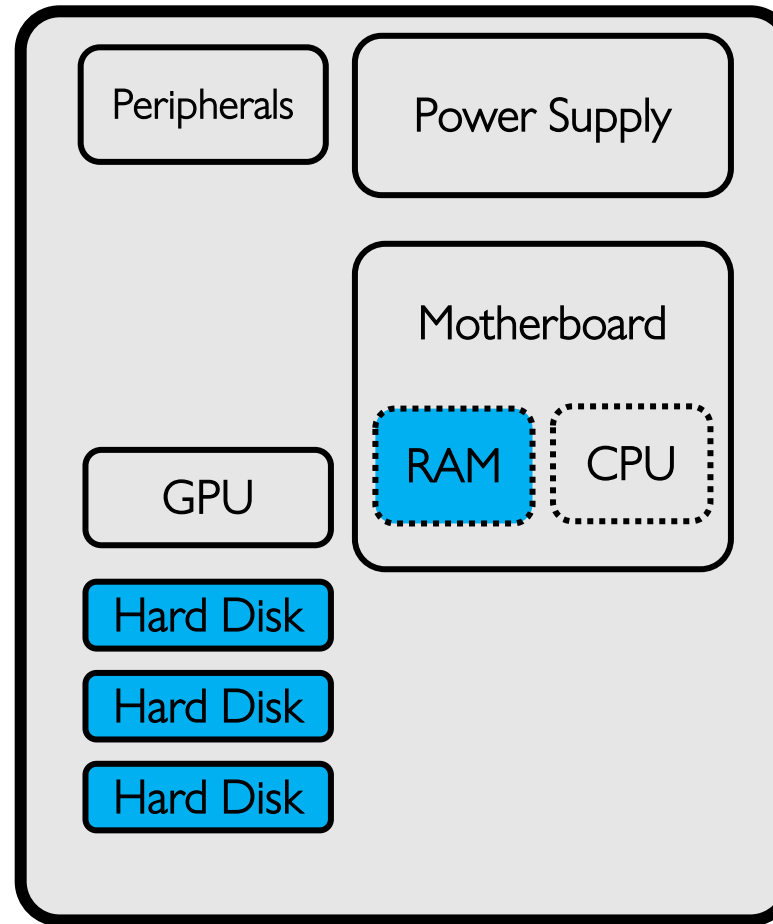 Peripherals
Power Supply
Motherboard
RAM
CPU
GPU
Hard Disk
Hard Disk
Hard Disk